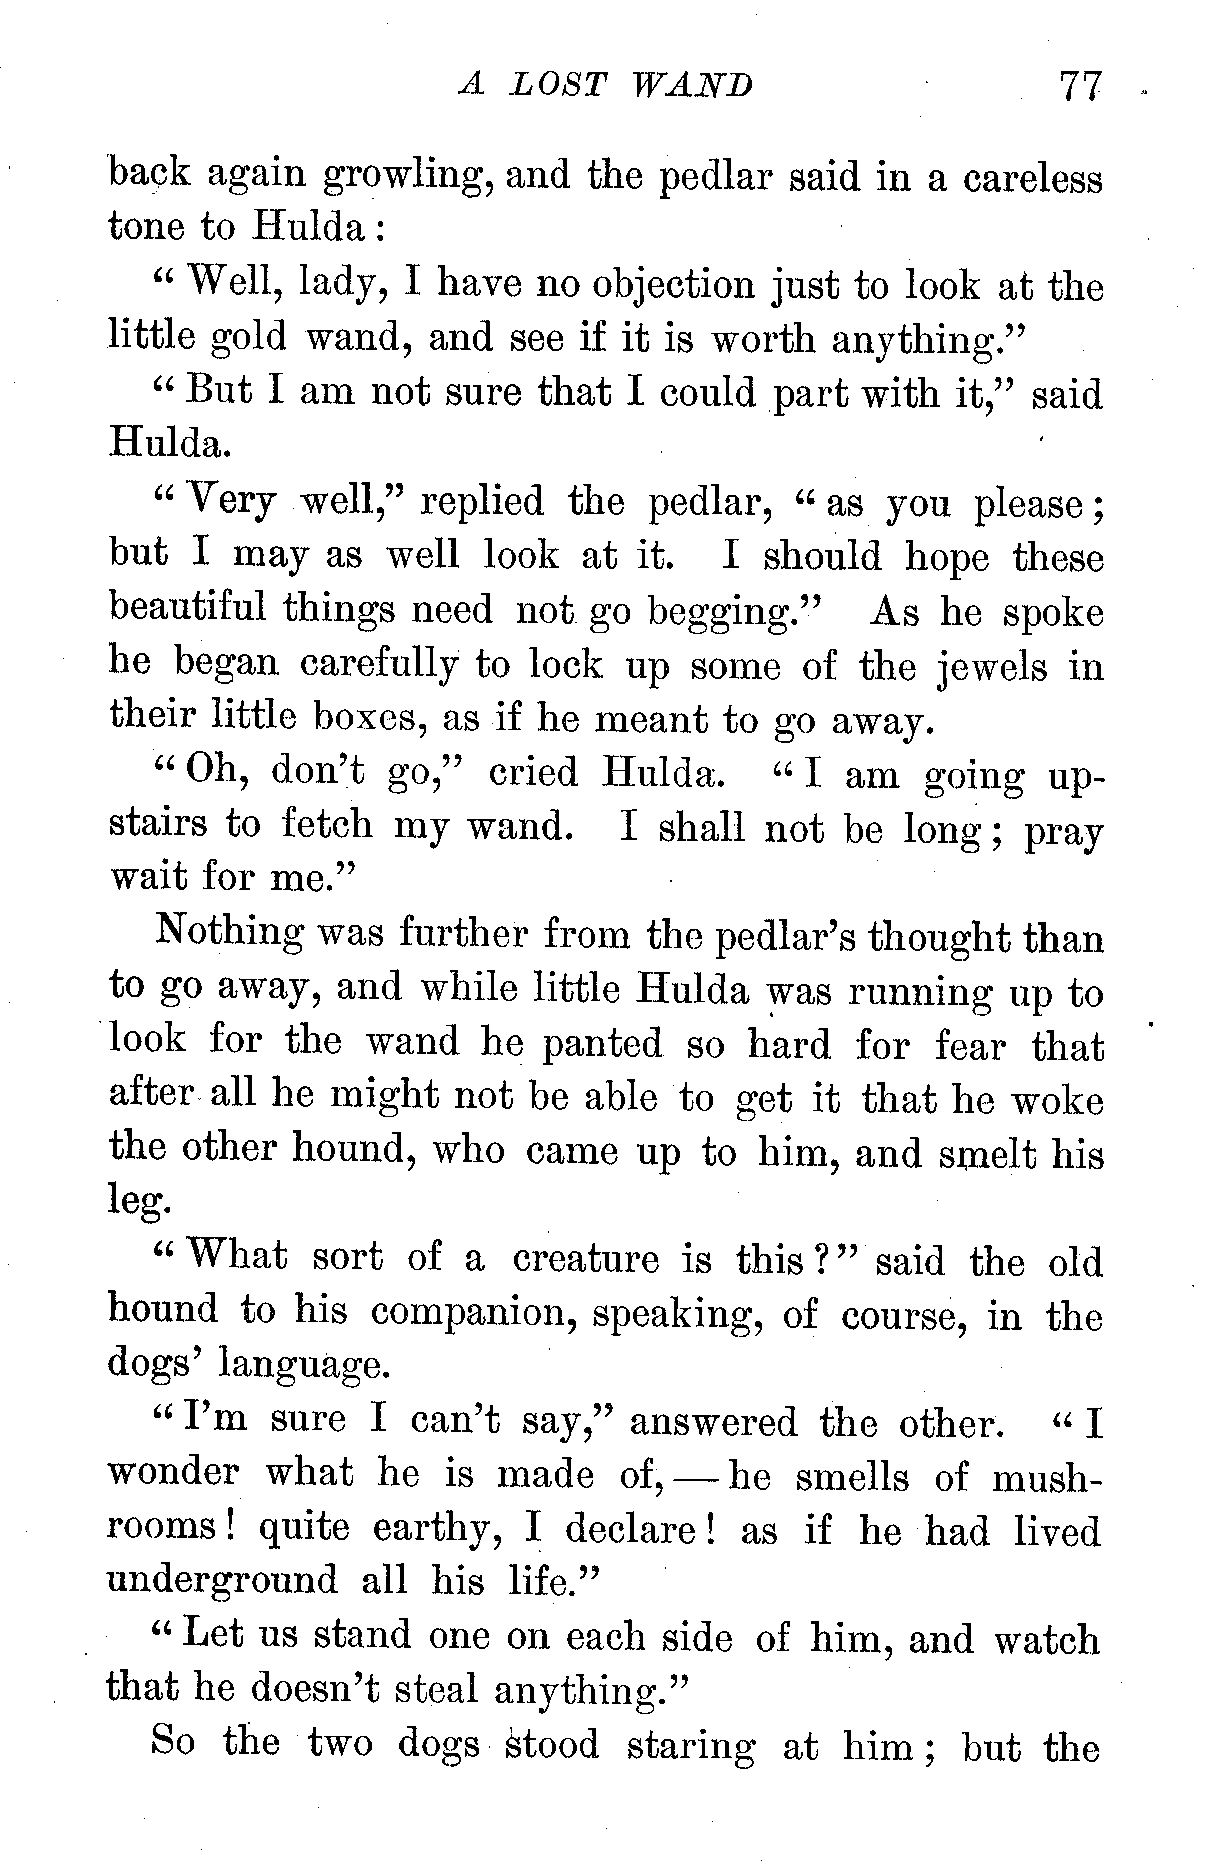 A LOST WAND 77
back again growling, and the pedlar said in a careless
tone to Hulda :
“ Well, lady, I have no objection just to look at the
little gold wand, and see if it is worth anything.”
“ But I am not sure that I could part with it,” said
Hulda.
“ Very well,” replied the pedlar, “ as you please ;
but I may as well look at it. I should hope these
beautiful things need not go begging.” As he spoke
he began carefully to lock up some of the jewels in
their little boxes, as if he meant to go away.
“ Oh, don’t go,” cried Hulda. “ I am going up-
stairs to fetch my wand. I shall not be long ; pray
wait for me.”
Nothing was further from the pedlar’s thought than
to go away, and while little Hulda was running up to
look for the wand he panted so hard for fear that
after all he might not be able to get it that he woke
the other hound, who came up to him, and smelt his
leg.
“ What sort of a creature is this ? ” said the old
hound to his companion, speaking, of course, in the
dogs’ language.
“ I’m sure I can’t say,” answered the other. “ I
wonder what he is made of, — he smells of mush-
rooms ! quite earthy, I declare ! as if he had lived
underground all his life.”
“ Let us stand one on each side of him, and watch
that he doesn’t steal anything.”
So the two dogs stood staring at him ; but the